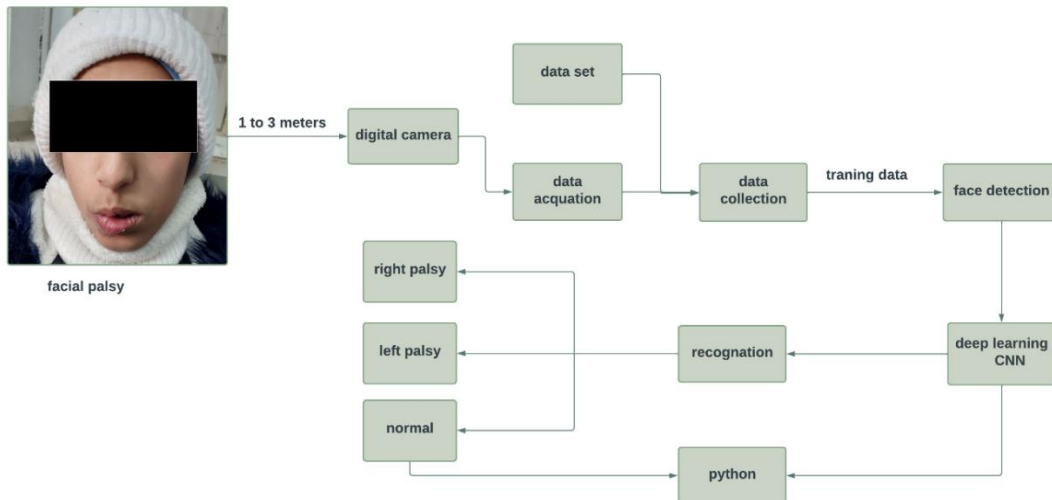 data set
1 to 3 meters
digital camera
data
acquation
data
collection
traning data
face detection
facial palsy
right palsy
left palsy
recognation
deep learning
CNN
normal
python